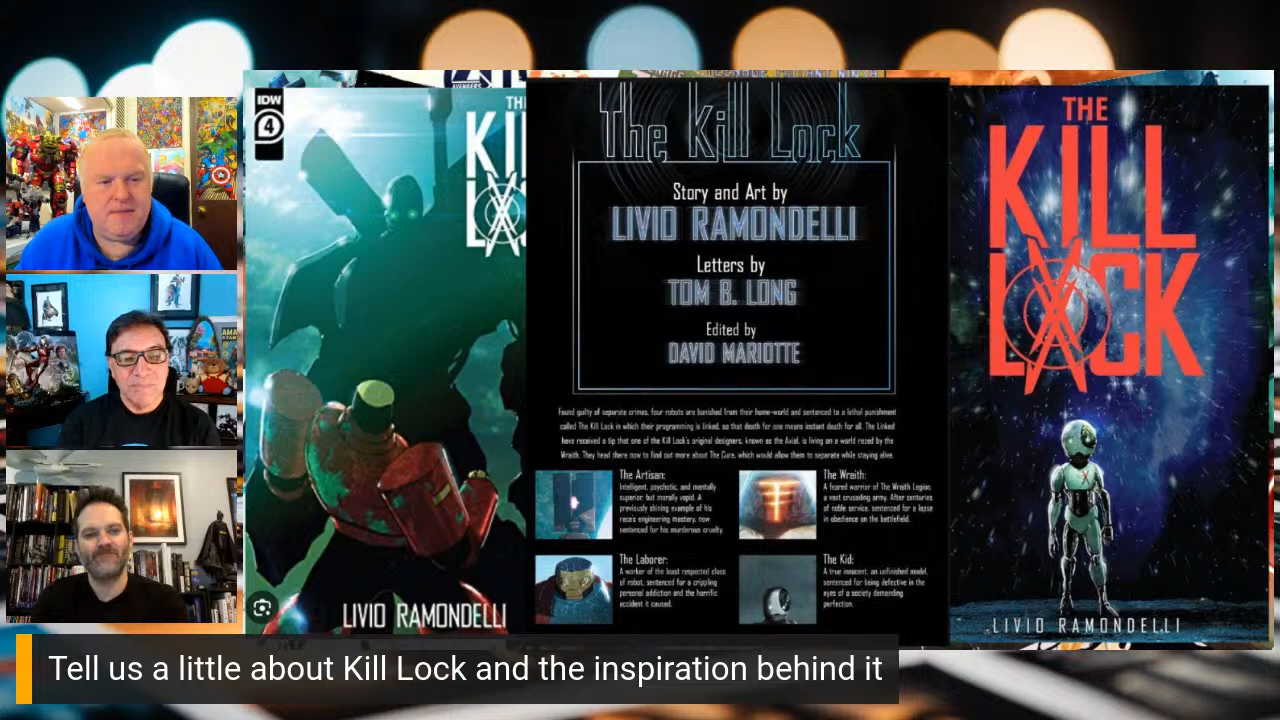 AVENGERS
IDW
4
THE
KI
LO
LIVIO RAMONDELLI
The Kill Lock
Story and Art by
LIVIO RAMONDELLI
Letters by
TOM B. LONG
Edited by
DAVID MARIOTTE
Found guilty of separate crimes, four robots are banished from their home-world and sentenced to a lethal punishment
called The Kill Lock in which their programming is linked, so that death for one means instant death for all. The Linked
have received a tip that one of the Kill Lock's original designers, known as the Axial, is living on a world razed by the
Wraith. They head there now to find out more about The Cure, which would allow them to separate while staying alive.
The Artisan:
Intelligent, psychotic, and mentally
superior, but morally vapid. A
previously shining example of his
race's engineering mastery, now
sentenced for his murderous cruelty.
The Wraith:
A feared warrior of The Wraith Legion,
a vast crusading army. After centuries
of noble service, sentenced for a lapse
in obedience on the battlefield.
The Laborer:
A worker of the least respected class
of robot, sentenced for a crippling
personal addiction and the horrific
accident it caused.
The Kid:
A true innocent, an unfinished model,
sentenced for being defective in the
eyes of a society demanding
perfection.
THE
KILL
LOCK
LIVIO RAMONDELLI
Tell us a little about Kill Lock and the inspiration behind it